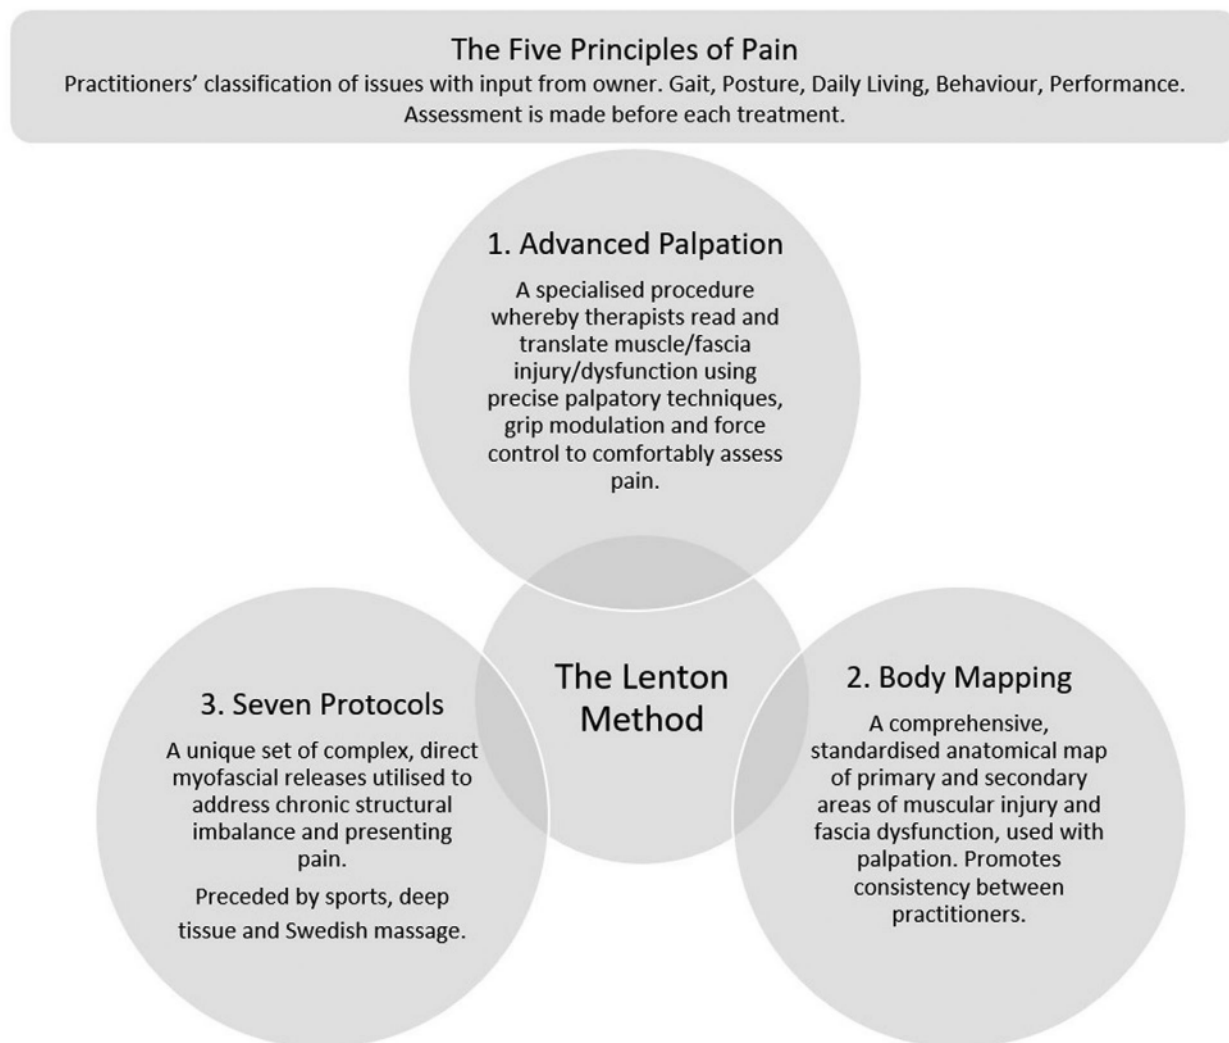 The Five Principles of Pain
Practitioners’ classification of issues with input from owner. Gait, Posture, Daily Living, Behaviour, Performance.
Assessment is made before each treatment.
1. Advanced Palpation
A specialised procedure
whereby therapists read and
translate muscle/fascia
injury/dysfunction using
precise palpatory techniques,
grip modulation and force
control to comfortably assess
pain.
The Lenton
Method
2. Body Mapping
A comprehensive,
standardised anatomical map
of primary and secondary
areas of muscular injury and
fascia dysfunction, used with
palpation. Promotes
consistency between
practitioners.
3. Seven Protocols
A unique set of complex, direct
myofascial releases utilised to
address chronic structural
imbalance and presenting
pain.
Preceded by sports, deep
tissue and Swedish massage.